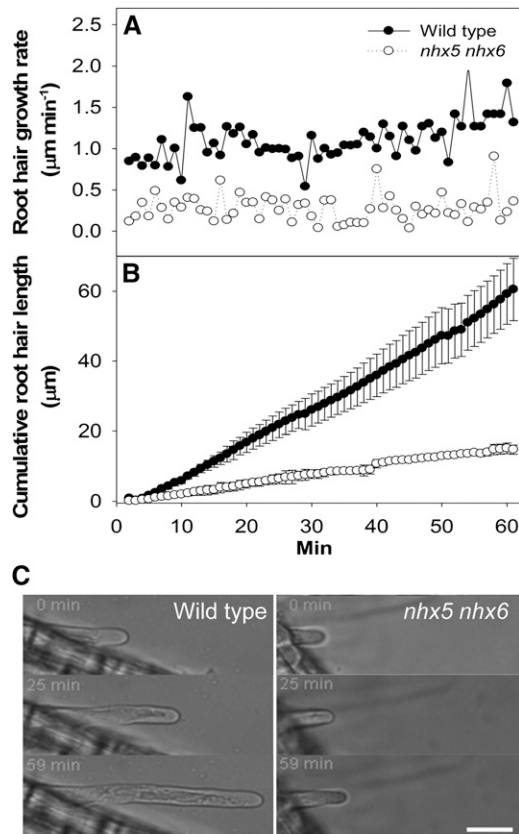 A
Wild type
nhx5 nhx6
Root hair growth rate
(µm min⁻¹)
2.5
2.0
1.5
1.0
0.5
0.0
B
Cumulative root hair length
(µm)
60
40
20
0
0
10
20
30
40
50
60
Min
C
0 min
Wild type
25 min
59 min
0 min
nhx5 nhx6
25 min
59 min